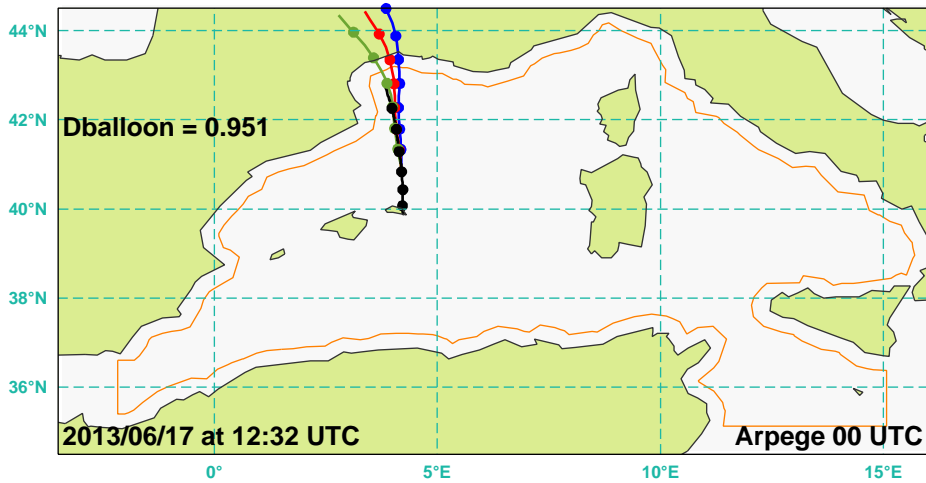 44°N
42°N
Dballoon = 0.951
40°N
38°N
36°N
2013/06/17 at 12:32 UTC
Arpege 00 UTC
0°
5°E
10°E
15°E